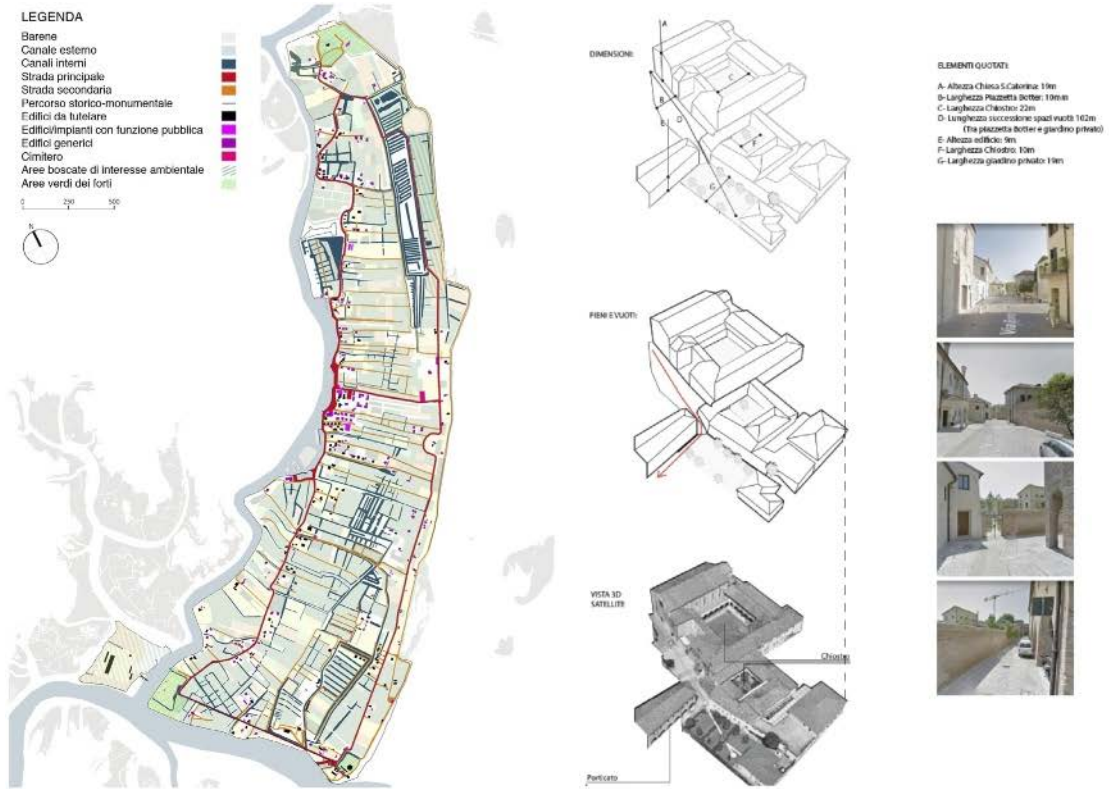 LEGENDA
Barene
Canale esterno
Canali interni
Strada principale
Strada secondaria
Percorso storico-monumentale
Edifici da tutelare
Edifici/impianti con funzione pubblica
Edifici generici
Cimitero
Aree boscate di interesse ambientale
Aree verdi dei forti
0 250 500
N
DIMENSIONI:
A
B
C
D
E
F
G
ELEMENTI QUOTATI:
A- Altezza Chiesa S.Caterina: 19m
B- Larghezza Piazzetta Botter: 10mm
C- Larghezza Chiostro: 22m
D- Lunghezza successione spazi vuoti: 102m
(Tra piazzetta Botter e giardino privato)
E- Altezza edificio: 9m
F- Larghezza Chiostro: 10m
G- Larghezza giardino privato: 19m
PIENI E VUOTI:
VISTA 3D
SATELLITE
Chiostro
Porticato